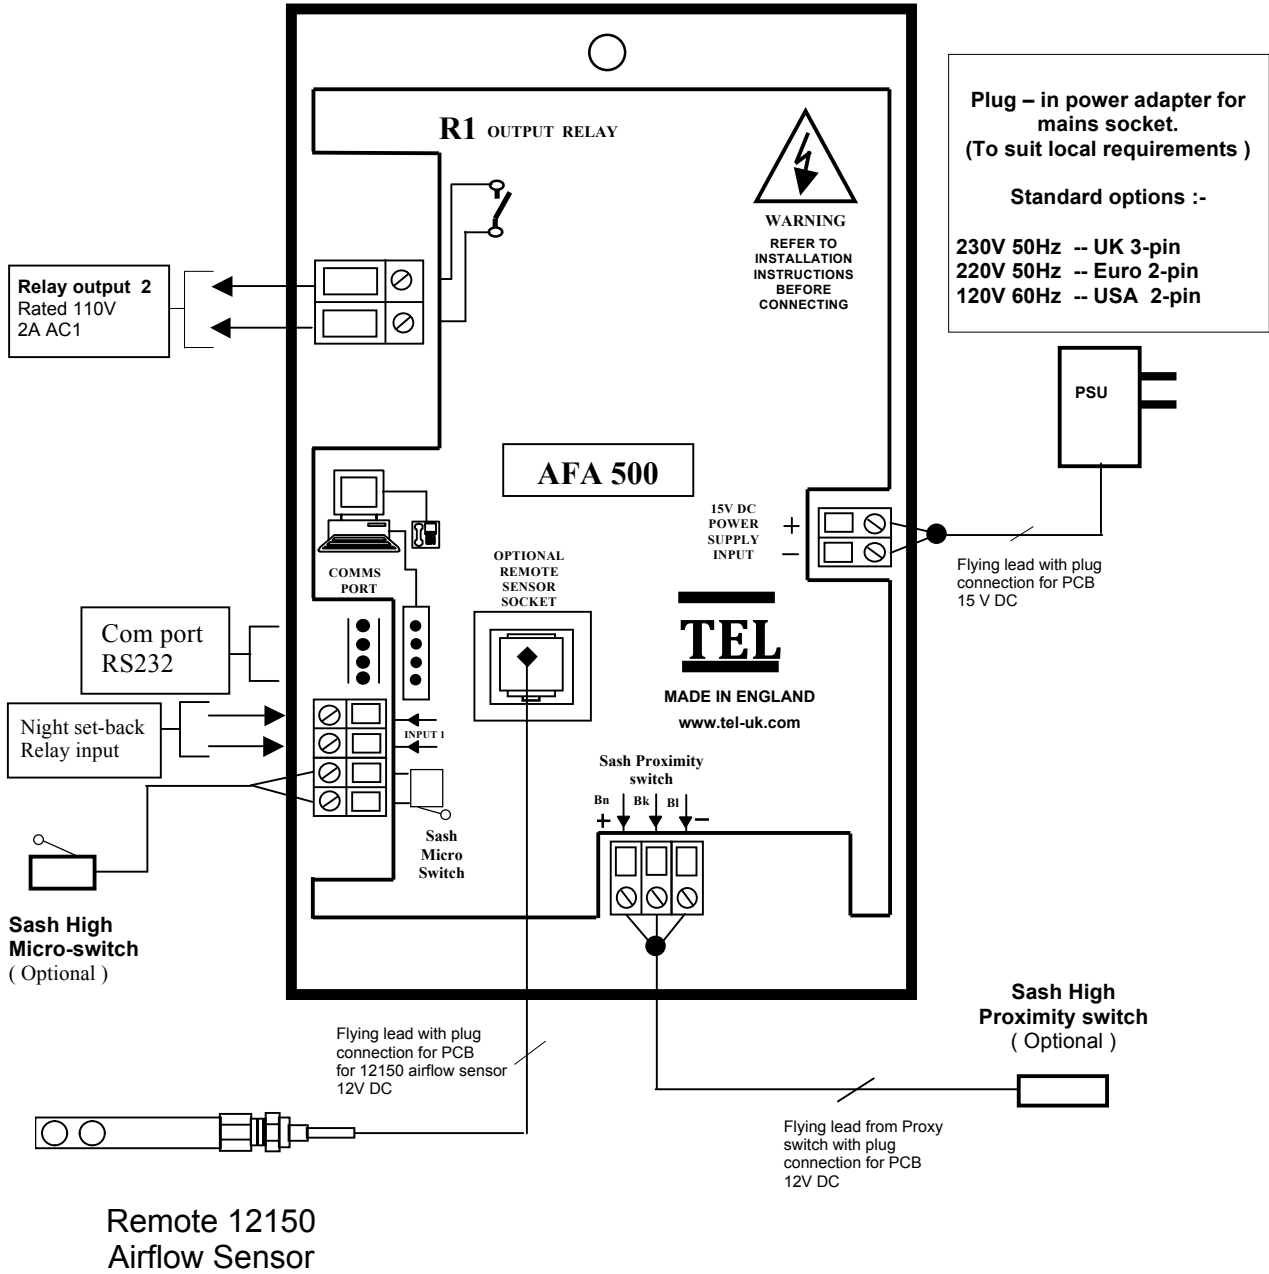 R1 OUTPUT RELAY
WARNING
REFER TO
INSTALLATION
INSTRUCTIONS
BEFORE
CONNECTING
Plug – in power adapter for
mains socket.
(To suit local requirements )
Standard options :-
230V 50Hz -- UK 3-pin
220V 50Hz -- Euro 2-pin
120V 60Hz -- USA 2-pin
Relay output 2
Rated 110V
2A AC1
PSU
AFA 500
15V DC
POWER
SUPPLY
INPUT
+
–
Flying lead with plug
connection for PCB
15 V DC
COMMS
PORT
OPTIONAL
REMOTE
SENSOR
SOCKET
Com port
RS232
TEL
MADE IN ENGLAND
www.tel-uk.com
Night set-back
Relay input
INPUT 1
Sash Proximity
switch
Bn Bk Bl
+ –
Sash
Micro
Switch
Sash High
Micro-switch
( Optional )
Sash High
Proximity switch
( Optional )
Flying lead with plug
connection for PCB
for 12150 airflow sensor
12V DC
Flying lead from Proxy
switch with plug
connection for PCB
12V DC
Remote 12150
Airflow Sensor